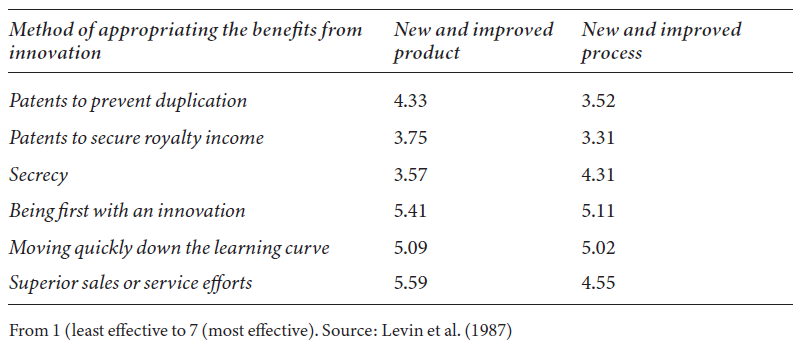 Method of appropriating the benefits from New and improved New and improved
innovation product process
Patents to prevent duplication 4.33 3.52
Patents to secure royalty income 3.75 3.31
Secrecy 3.57 4.31
Being first with an innovation 5.41 5.11
Moving quickly down the learning curve 5.09 5.02
Superior sales or service efforts 5.59 4.55
From 1 (least effective to 7 (most effective). Source: Levin et al. (1987)